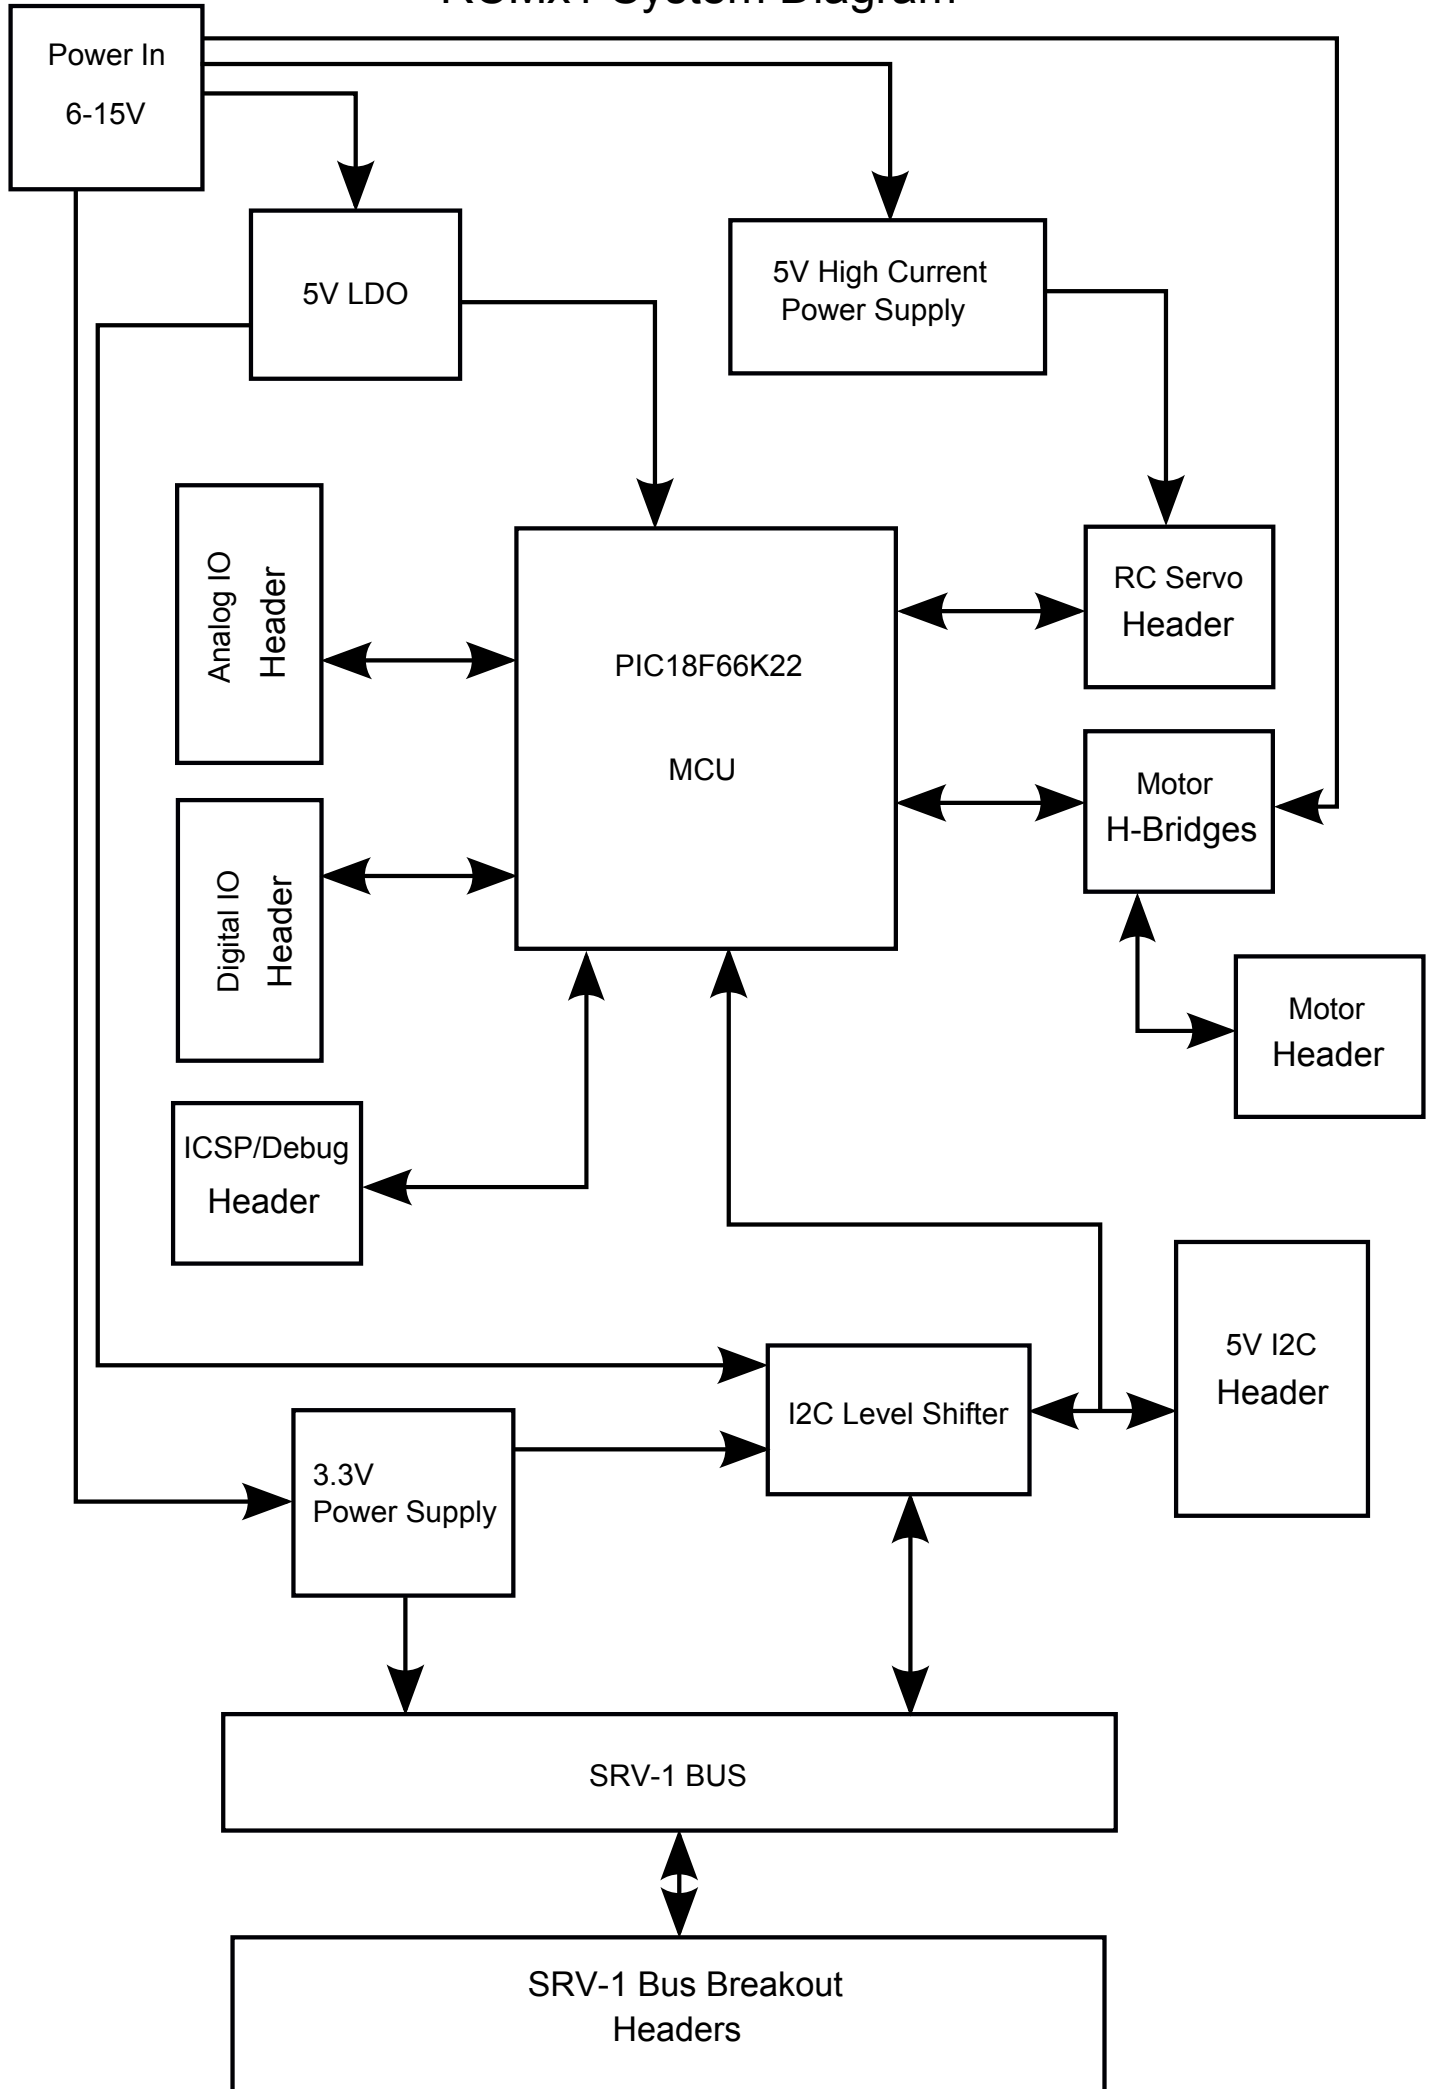 System Diagram
Power In
6-15V
5V LDO
5V High Current
Power Supply
Analog IO
Header
PIC18F66K22
MCU
RC Servo
Header
Motor
H-Bridges
Digital IO
Header
Motor
Header
ICSP/Debug
Header
5V I2C
Header
I2C Level Shifter
3.3V
Power Supply
SRV-1 BUS
SRV-1 Bus Breakout
Headers